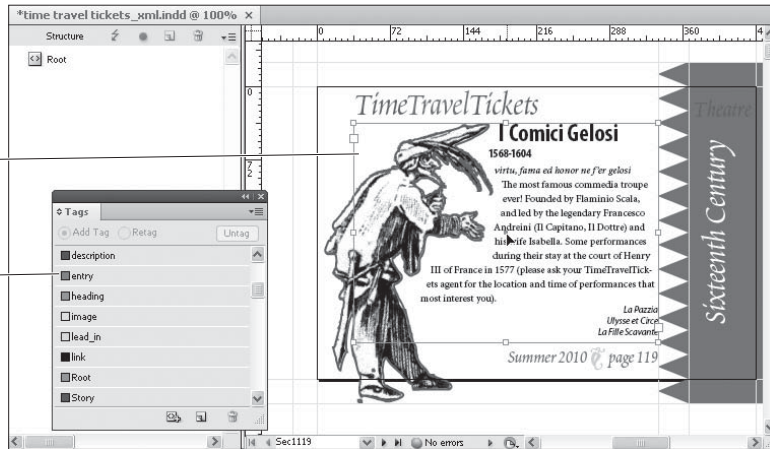 *time travel tickets_xml.indd @ 100% ×
Structure
Root
0 72 144 216 288 360 4
0
7
2
TimeTravelTickets
Theatre
I Comici Gelosi
1568-1604
virtu, fama ed honor ne f'er gelosi
The most famous commedia troupe
ever! Founded by Flaminio Scala,
and led by the legendary Francesco
Andreini (Il Capitano, Il Dottre) and
his wife Isabella. Some performances
during their stay at the court of Henry
III of France in 1577 (please ask your TimeTravelTick-
ets agent for the location and time of performances that
most interest you).
La Pazzia
Ulysse et Circe
La Fille Scavante
Summer 2010 page 119
Sixteenth Century
Tags
Add Tag Retag Untag
description
entry
heading
image
lead_in
link
Root
Story
Sec1119
No errors